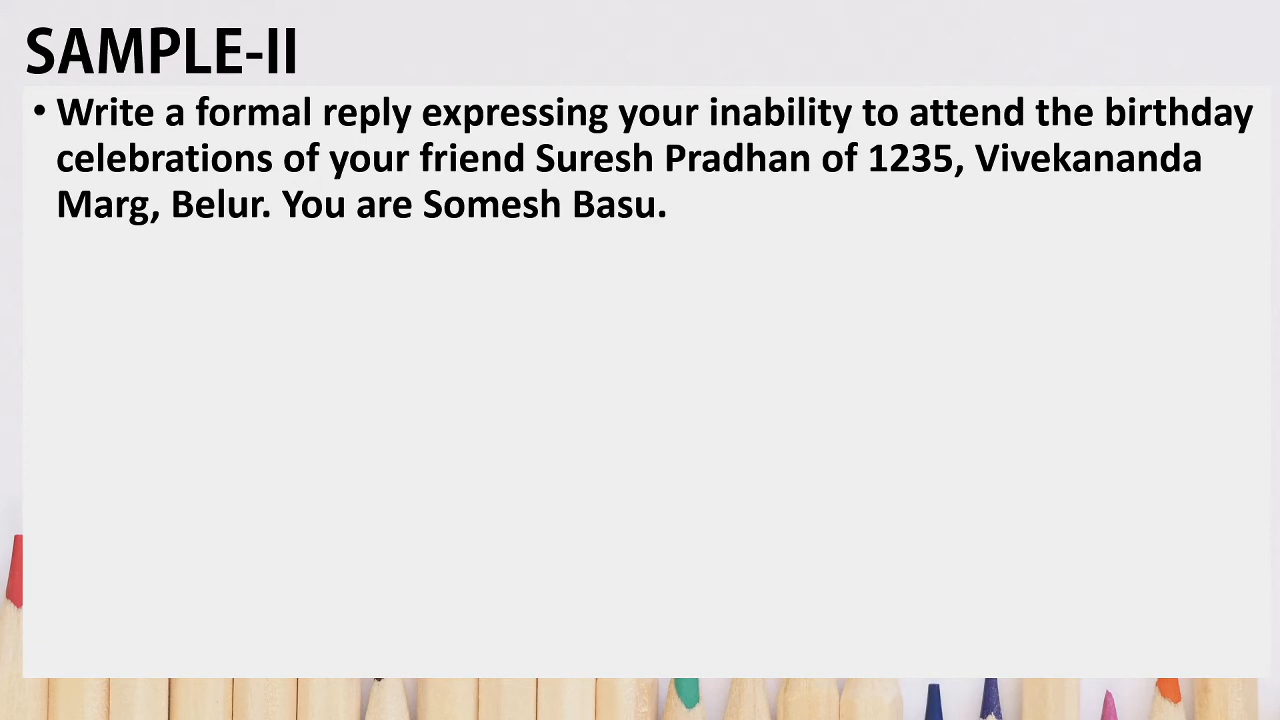 SAMPLE-II
• Write a formal reply expressing your inability to attend the birthday
celebrations of your friend Suresh Pradhan of 1235, Vivekananda
Marg, Belur. You are Somesh Basu.